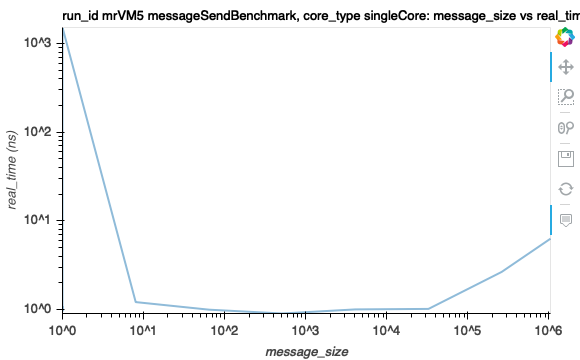 run_id mrVM5 messageSendBenchmark, core_type singleCore: message_size vs real_tim
10^3
10^2
10^1
10^0
real_time (ns)
10^0 10^1 10^2 10^3 10^4 10^5 10^6
message_size